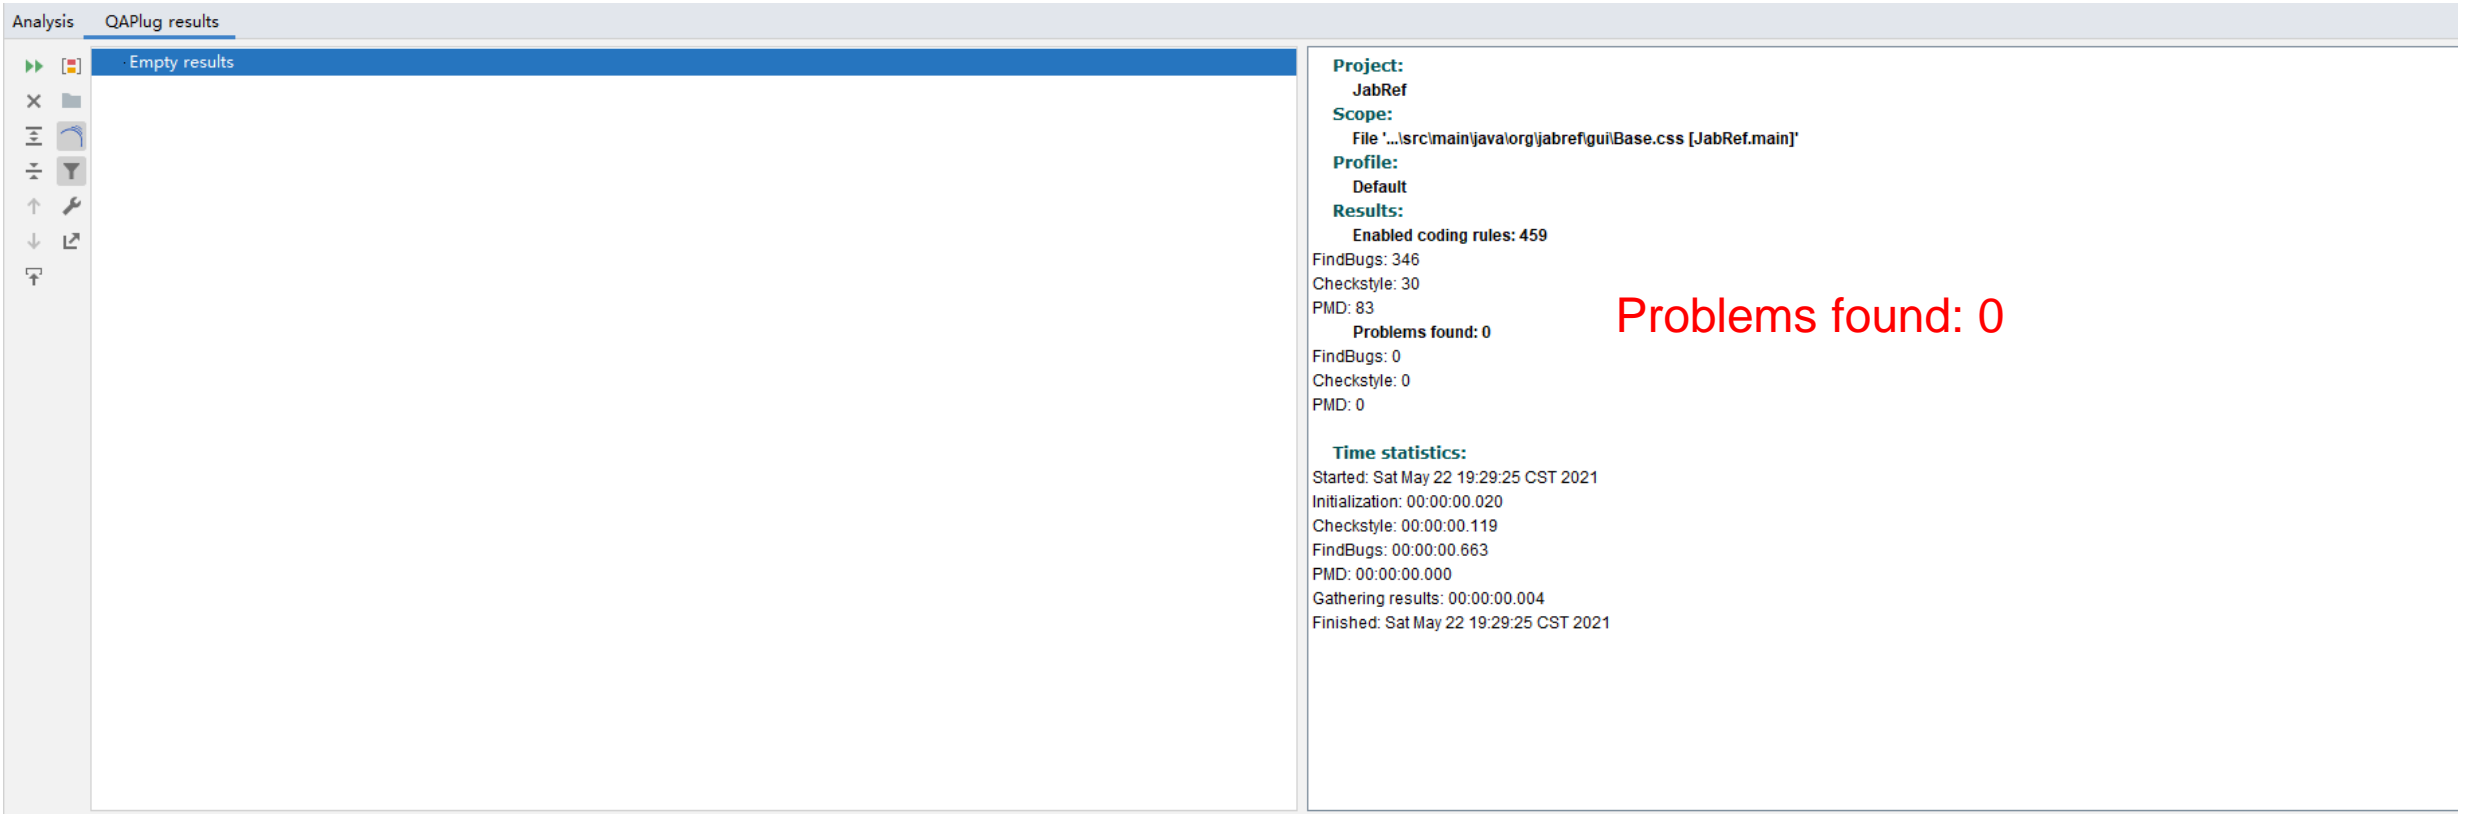 Analysis QAPlug results
Empty results
Project:
JabRef
Scope:
File '...\src\main\java\org\jabref\gui\Base.css [JabRef.main]'
Profile:
Default
Results:
Enabled coding rules: 459
FindBugs: 346
Checkstyle: 30
PMD: 83
Problems found: 0
Problems found: 0
FindBugs: 0
Checkstyle: 0
PMD: 0
Time statistics:
Started: Sat May 22 19:29:25 CST 2021
Initialization: 00:00:00.020
Checkstyle: 00:00:00.119
FindBugs: 00:00:00.663
PMD: 00:00:00.000
Gathering results: 00:00:00.004
Finished: Sat May 22 19:29:25 CST 2021